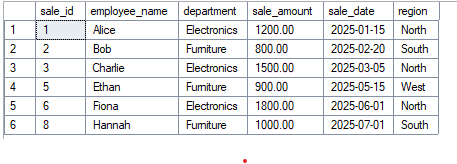 sale_id employee_name department sale_amount sale_date region
1 1 Alice Electronics 1200.00 2025-01-15 North
2 2 Bob Furniture 800.00 2025-02-20 South
3 3 Charlie Electronics 1500.00 2025-03-05 North
4 5 Ethan Furniture 900.00 2025-05-15 West
5 6 Fiona Electronics 1800.00 2025-06-01 North
6 8 Hannah Furniture 1000.00 2025-07-01 South